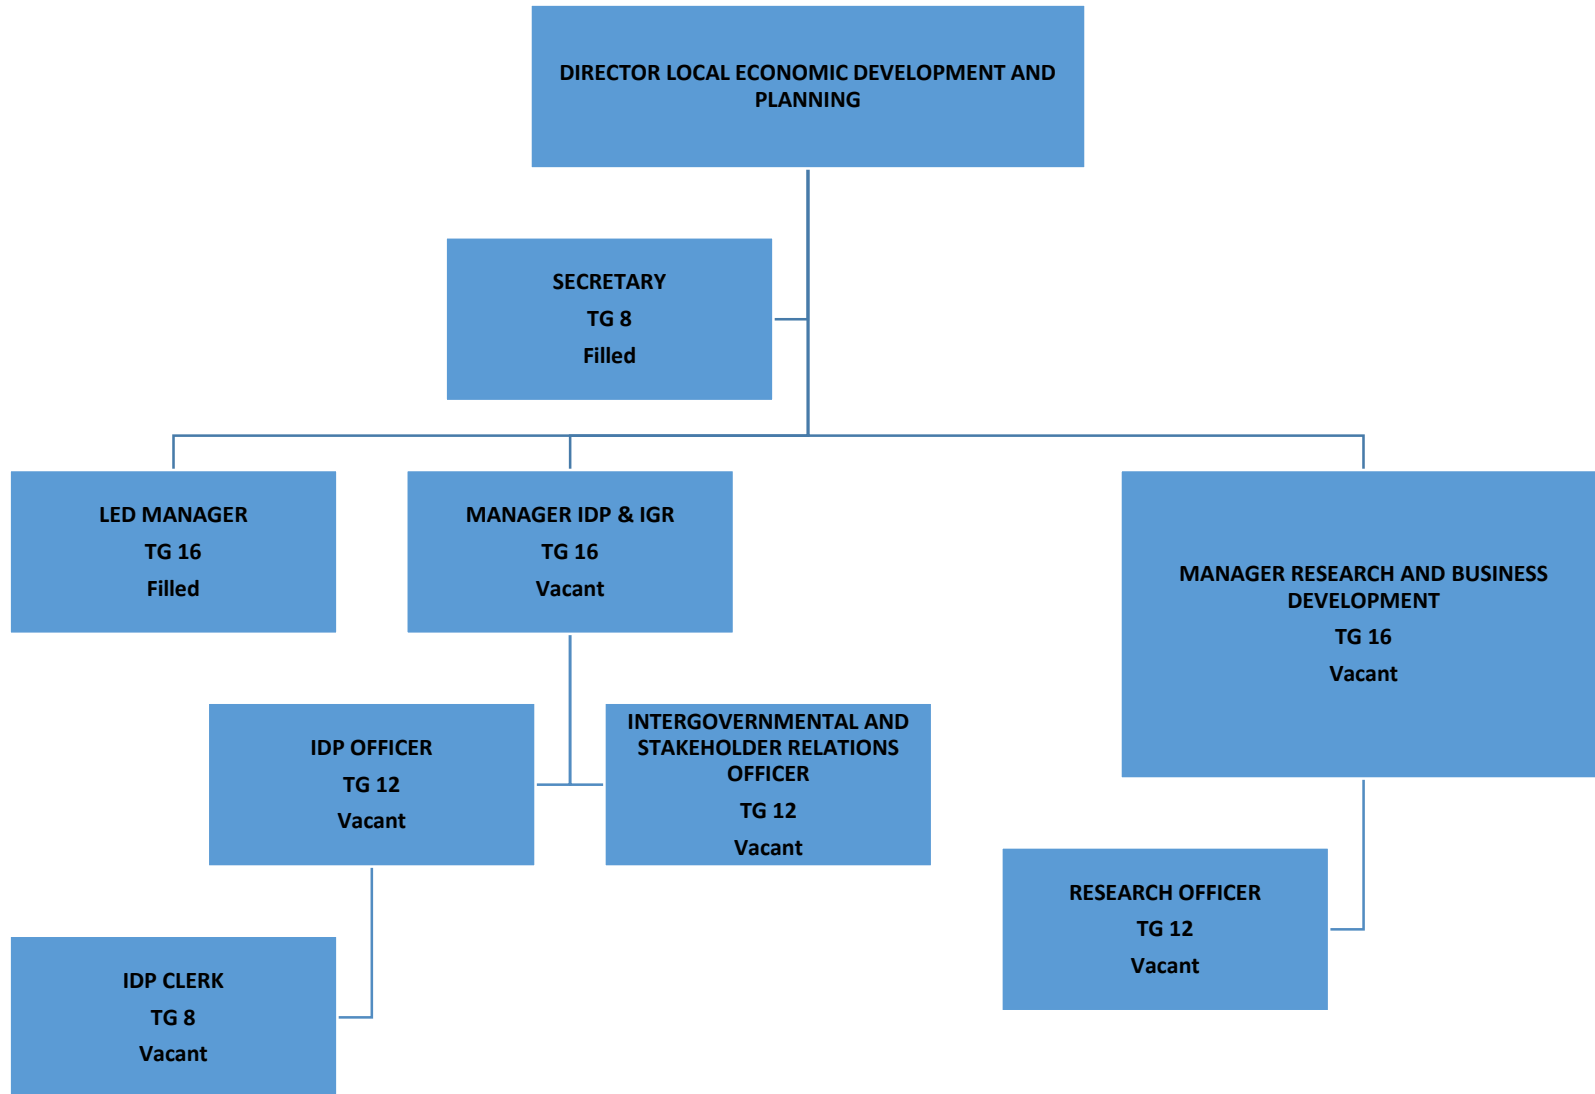 DIRECTOR LOCAL ECONOMIC DEVELOPMENT AND
PLANNING
SECRETARY
TG 8
Filled
LED MANAGER
TG 16
Filled
MANAGER IDP & IGR
TG 16
Vacant
MANAGER RESEARCH AND BUSINESS
DEVELOPMENT
TG 16
Vacant
IDP OFFICER
TG 12
Vacant
INTERGOVERNMENTAL AND
STAKEHOLDER RELATIONS
OFFICER
TG 12
Vacant
RESEARCH OFFICER
TG 12
Vacant
IDP CLERK
TG 8
Vacant